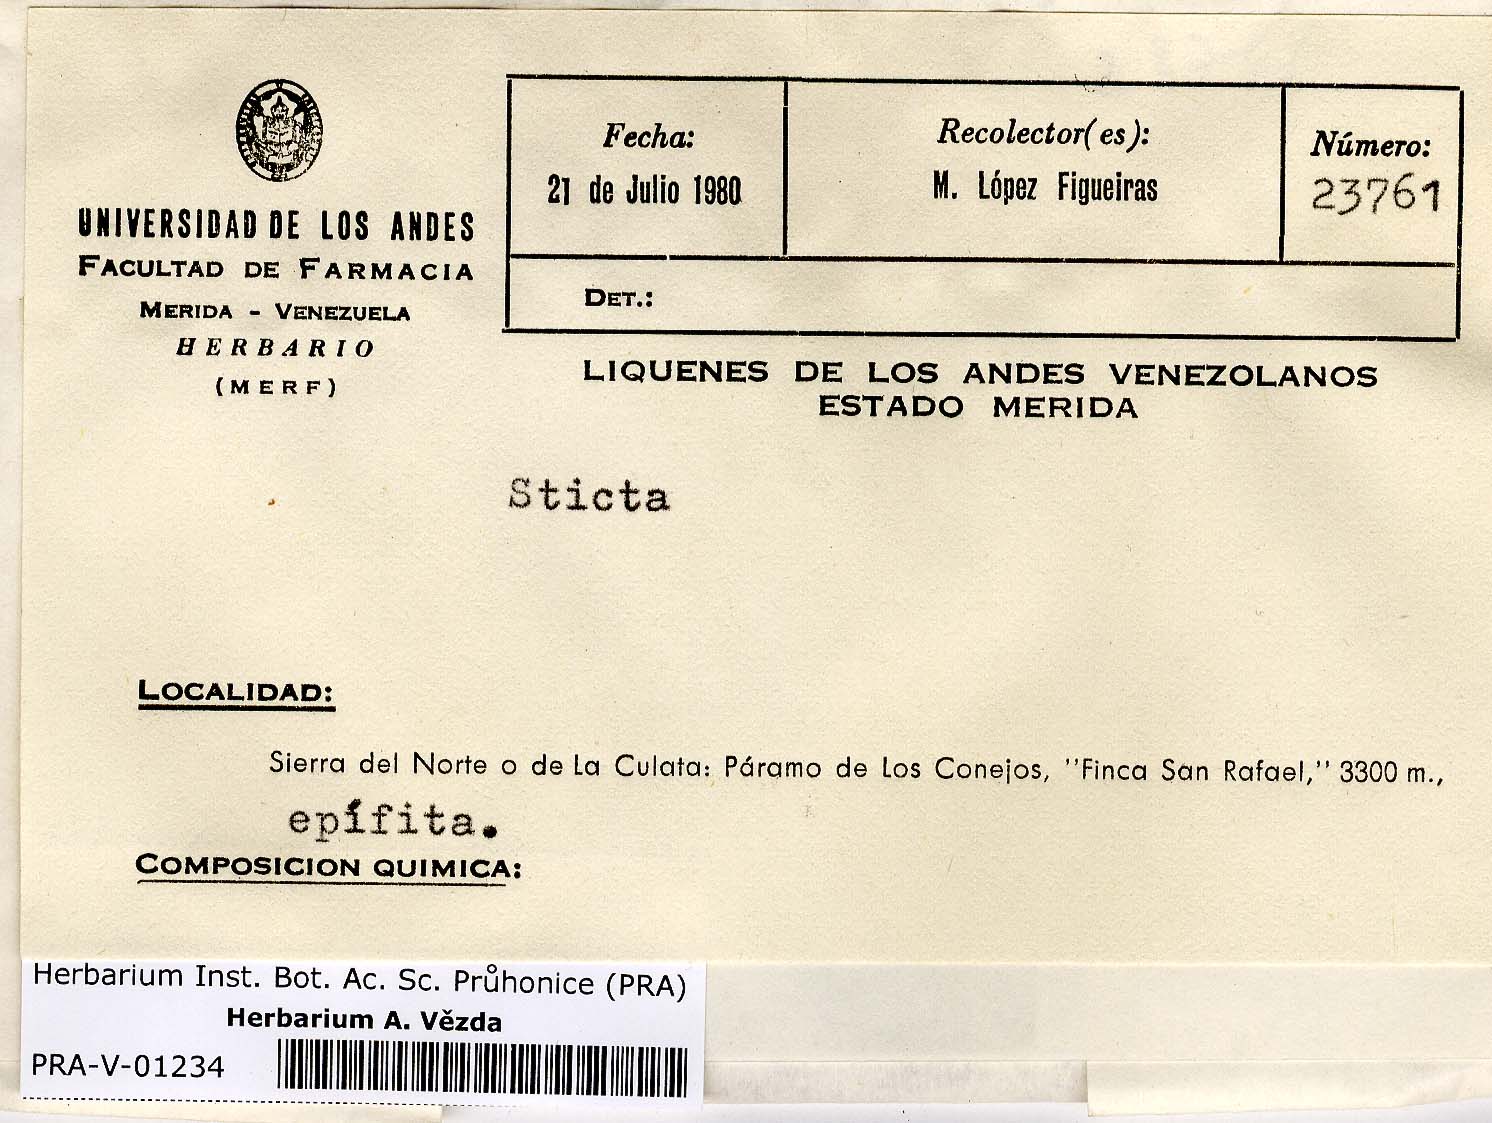 UNIVERSIDAD DE LOS ANDES
FACULTAD DE FARMACIA
MERIDA - VENEZUELA
HERBARIO
(MERF)
Fecha:
21 de Julio 1980
Recolector(es):
M. López Figueiras
Número:
23761
DET.:
LIQUENES DE LOS ANDES VENEZOLANOS
ESTADO MERIDA
Sticta
LOCALIDAD:
Sierra del Norte o de La Culata: Páramo de Los Conejos, "Finca San Rafael," 3300 m.,
epífita.
COMPOSICION QUIMICA:
Herbarium Inst. Bot. Ac. Sc. Průhonice (PRA)
Herbarium A. Vězda
PRA-V-01234